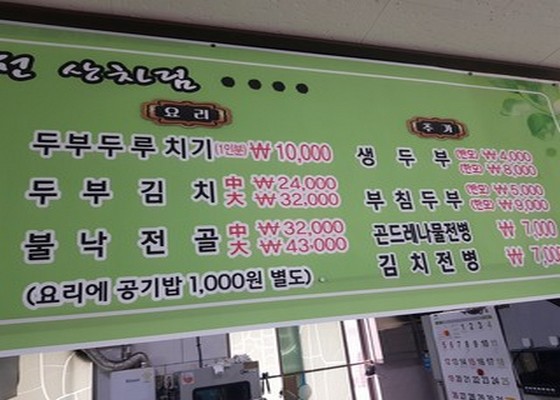 선 상차림 ● ● ● ●
요리
두부두루치기(1인분) ₩10,000
두부김치 中 ₩24,000
大 ₩32,000
불낙전골 中 ₩32,000
大 ₩43,000
(요리에 공기밥 1,000원 별도)
추가
생두부 (반모) ₩4,000
(한모) ₩8,000
부침두부 (반모) ₩5,000
(한모) ₩9,000
곤드레나물전병 ₩7,000
김치전병 ₩7,000